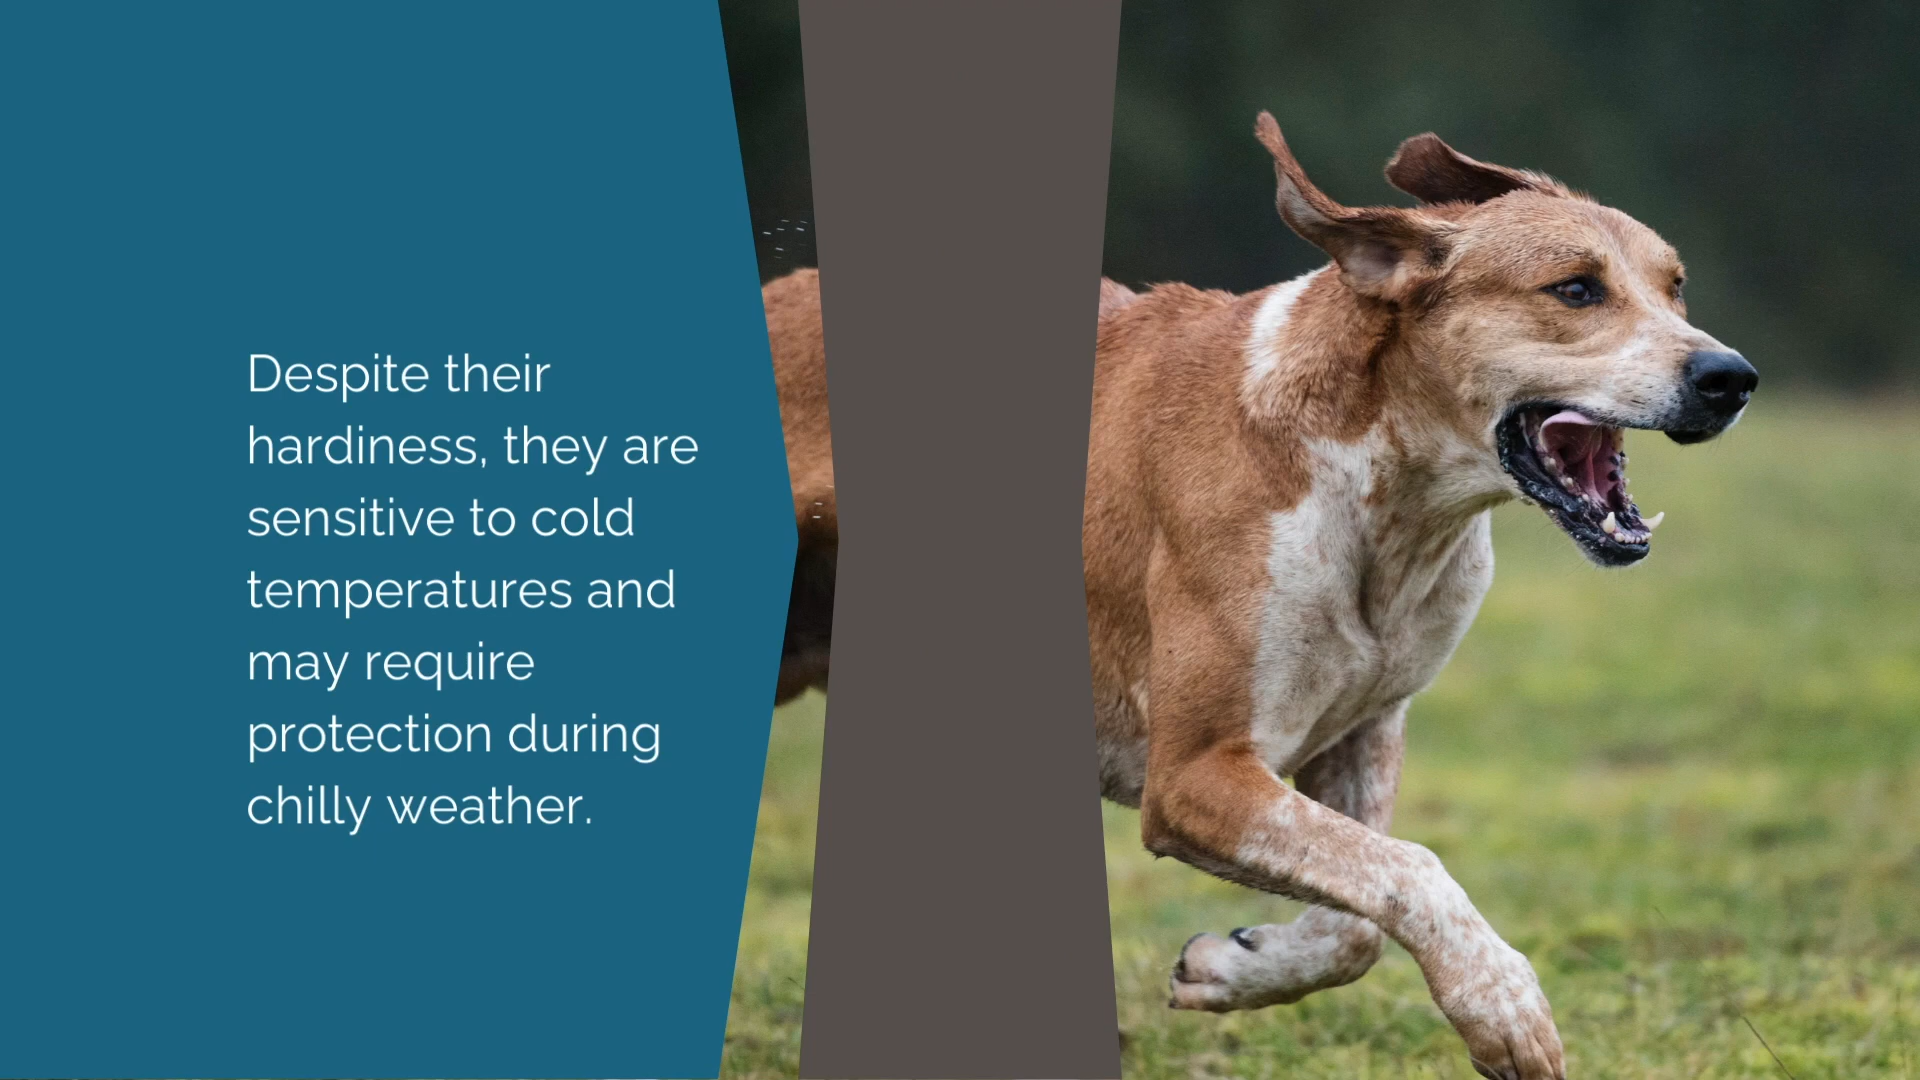 Despite their
hardiness, they are
sensitive to cold
temperatures and
may require
protection during
chilly weather.